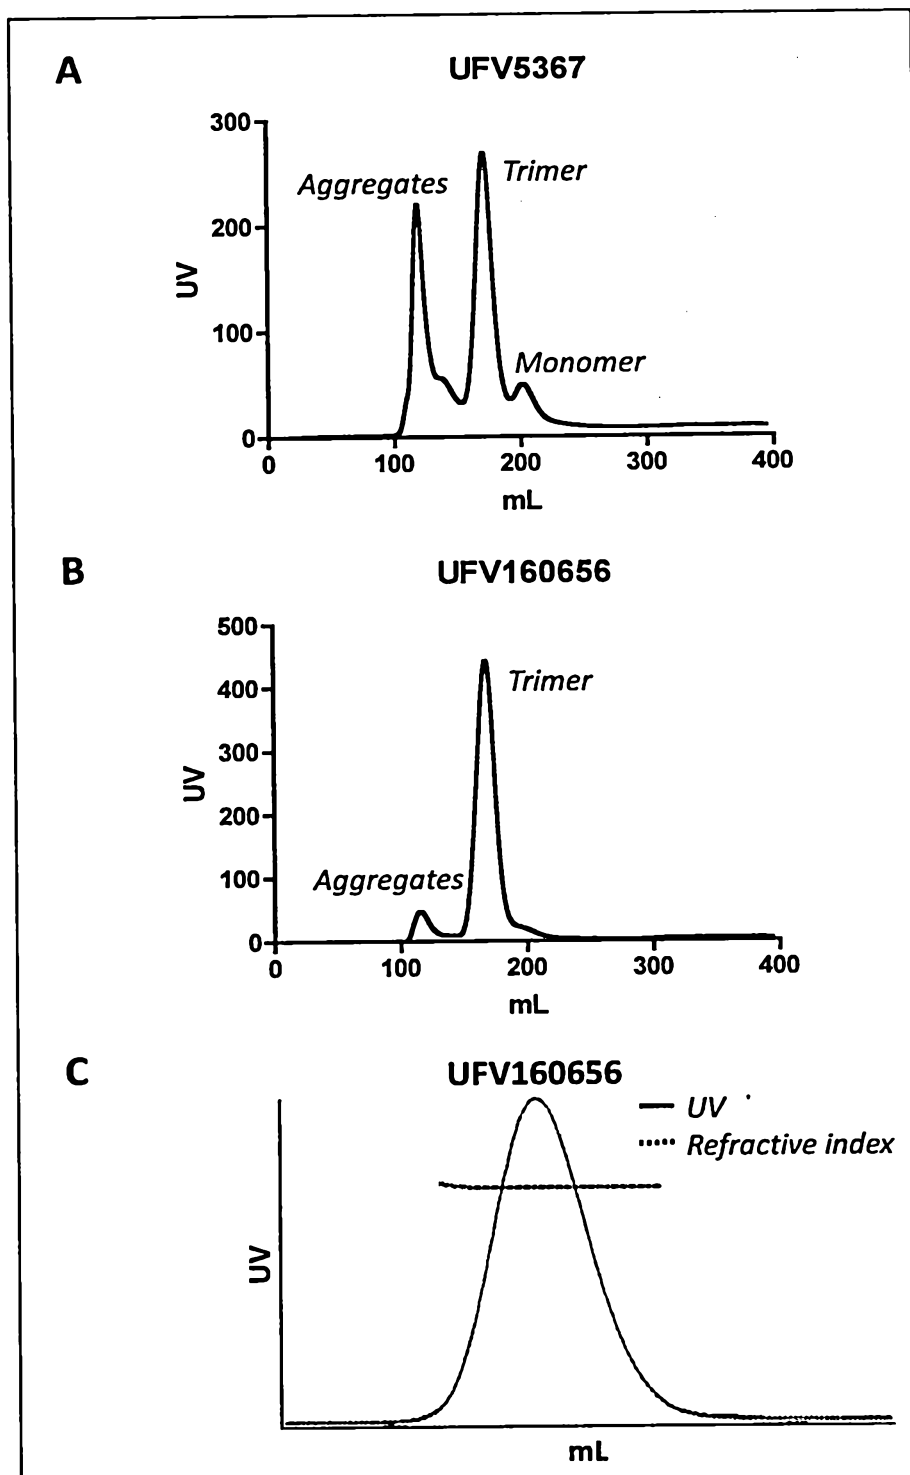 A
UFV5367
300
200
100
0
UV
Aggregates
Trimer
Monomer
0 100 200 300 400
mL
B
UFV160656
500
400
300
200
100
0
UV
Trimer
Aggregates
0 100 200 300 400
mL
C
UFV160656
UV
Refractive index
UV
mL